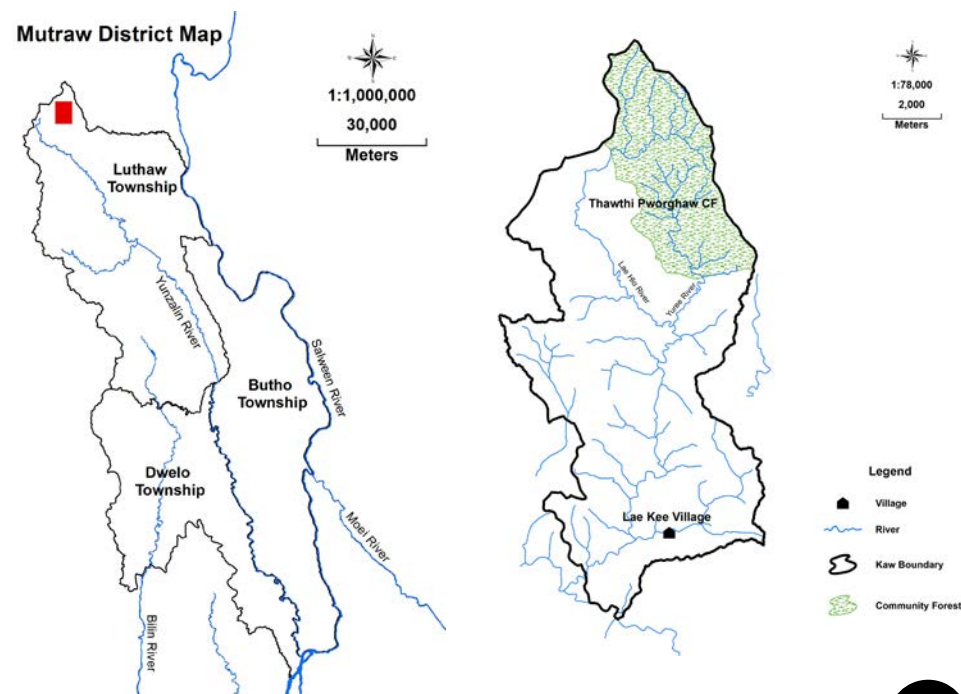 Mutraw District Map
1:1,000,000
30,000
Meters
Luthaw
Township
Yunzalin River
Salween River
Butho
Township
Dwelo
Township
Moei River
Bilin River
1:78,000
2,000
Meters
Thawthi Pworghaw CF
Lae Hlo River
Yuree River
Lae Kee Village
Legend
Village
River
Kaw Boundary
Community Forest